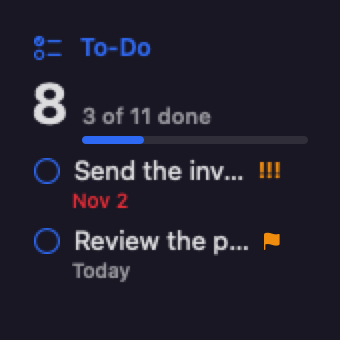 To-Do
8
3 of 11 done
Send the inv... !!!
Nov 2
Review the p...
Today